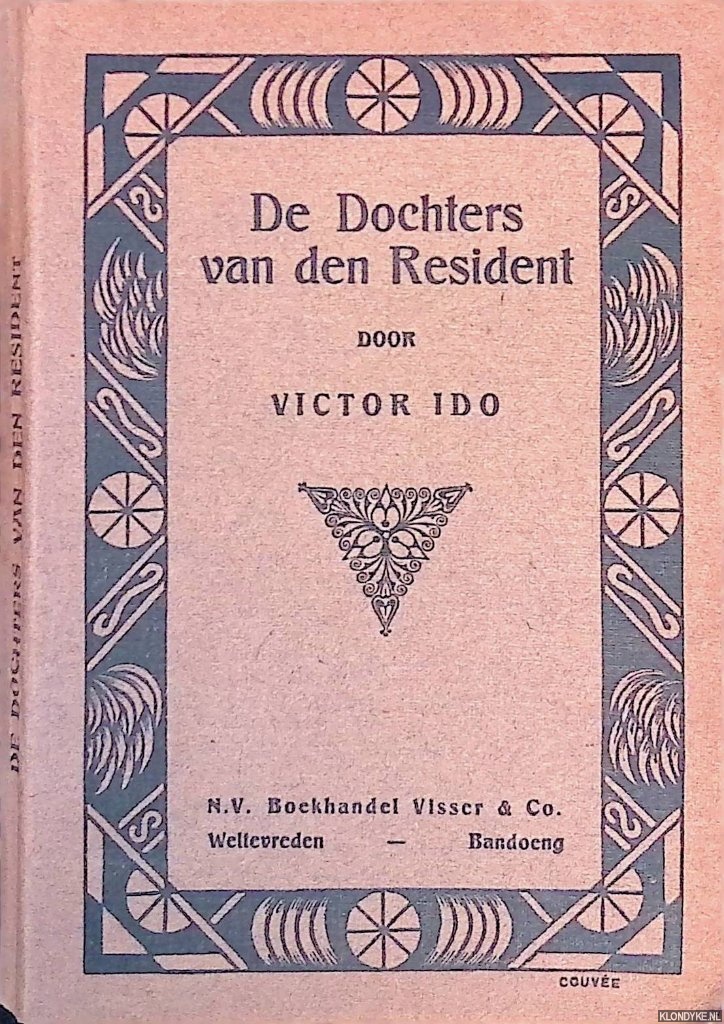 De Dochters
van den Resident
DOOR
VICTOR IDO
N.V. Boekhandel Visser & Co.
Weltevreden — Bandoeng
COUVÉE
DE DOCHTERS VAN DEN RESIDENT
KLONDYKE.NL